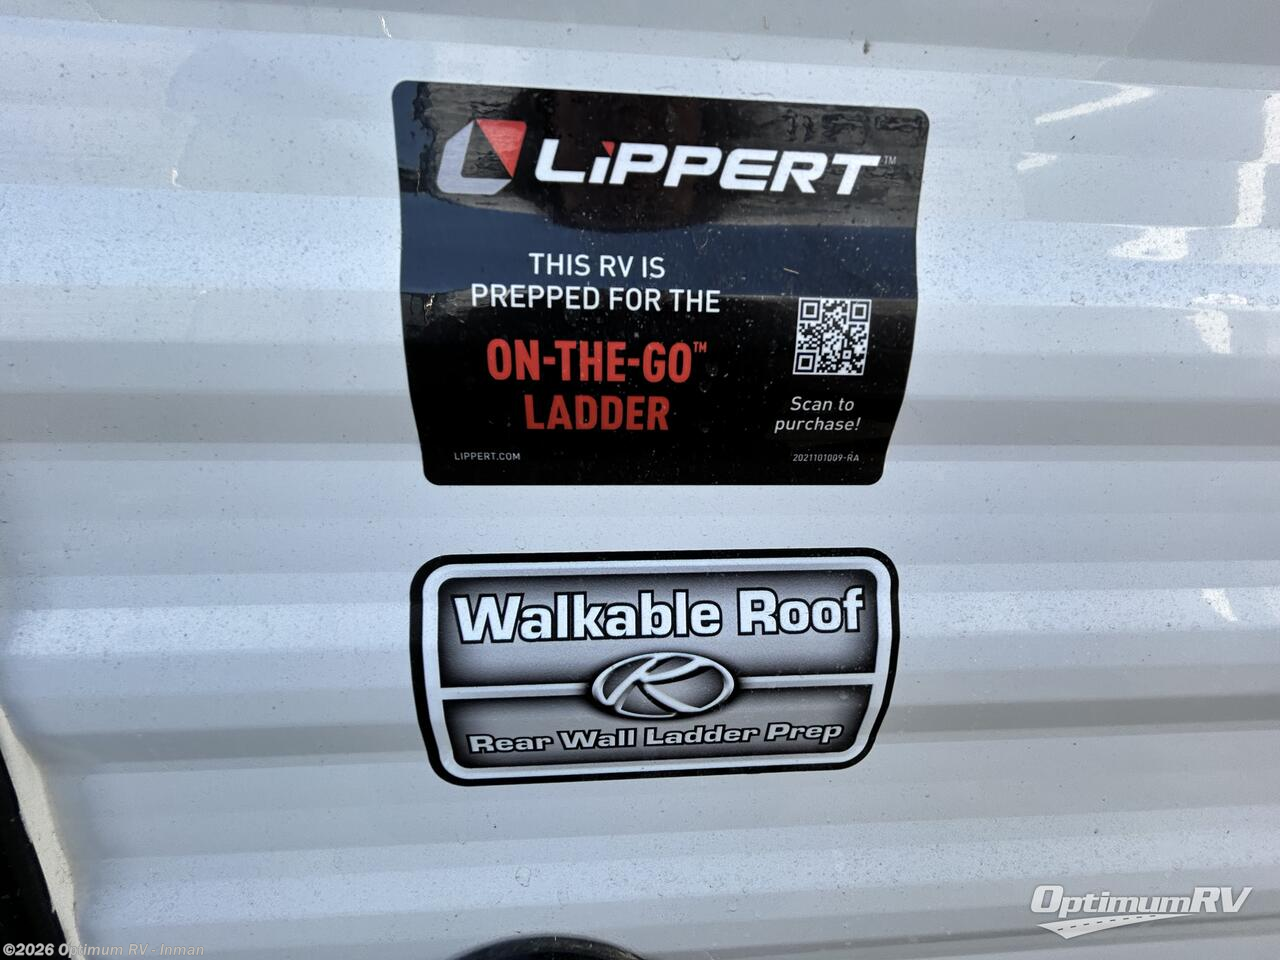 LiPPERT™
THIS RV IS
PREPPED FOR THE
ON-THE-GO™
LADDER
Scan to
purchase!
LIPPERT.COM
2021101009-RA
Walkable Roof
K
Rear Wall Ladder Prep
OptimumRV
©2026 Optimum RV - Inman